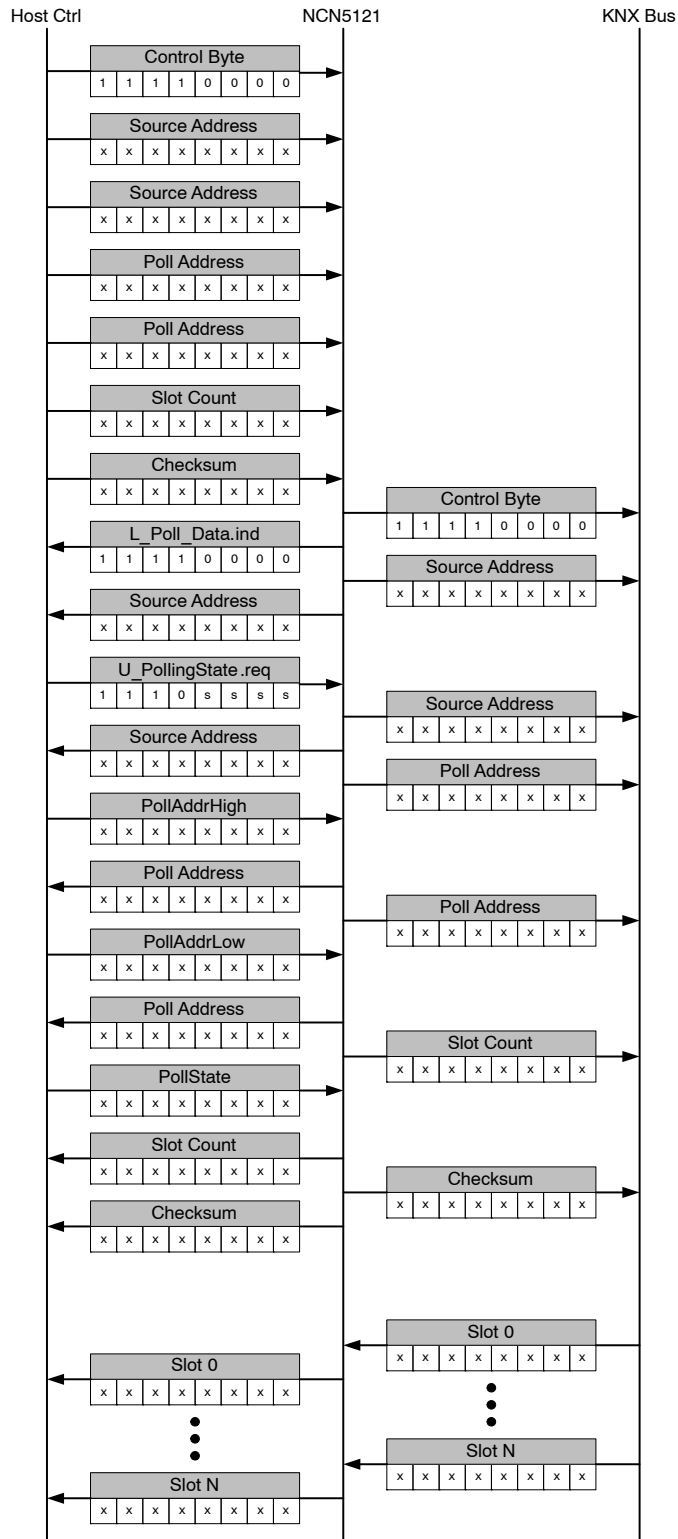 Host Ctrl NCN5121 KNX Bus
Control Byte
1 1 1 1 0 0 0 0
Source Address
x x x x x x x x
Source Address
x x x x x x x x
Poll Address
x x x x x x x x
Poll Address
x x x x x x x x
Slot Count
x x x x x x x x
Checksum
x x x x x x x x
Control Byte
1 1 1 1 0 0 0 0
L_Poll_Data.ind
1 1 1 1 0 0 0 0
Source Address
x x x x x x x x
Source Address
x x x x x x x x
U_PollingState.req
1 1 1 0 s s s s
Source Address
x x x x x x x x
Source Address
x x x x x x x x
Poll Address
x x x x x x x x
PollAddrHigh
x x x x x x x x
Poll Address
x x x x x x x x
Poll Address
x x x x x x x x
PollAddrLow
x x x x x x x x
Poll Address
x x x x x x x x
Slot Count
x x x x x x x x
PollState
x x x x x x x x
Slot Count
x x x x x x x x
Checksum
x x x x x x x x
Checksum
x x x x x x x x
Slot 0
x x x x x x x x
Slot 0
x x x x x x x x
Slot N
x x x x x x x x
Slot N
x x x x x x x x